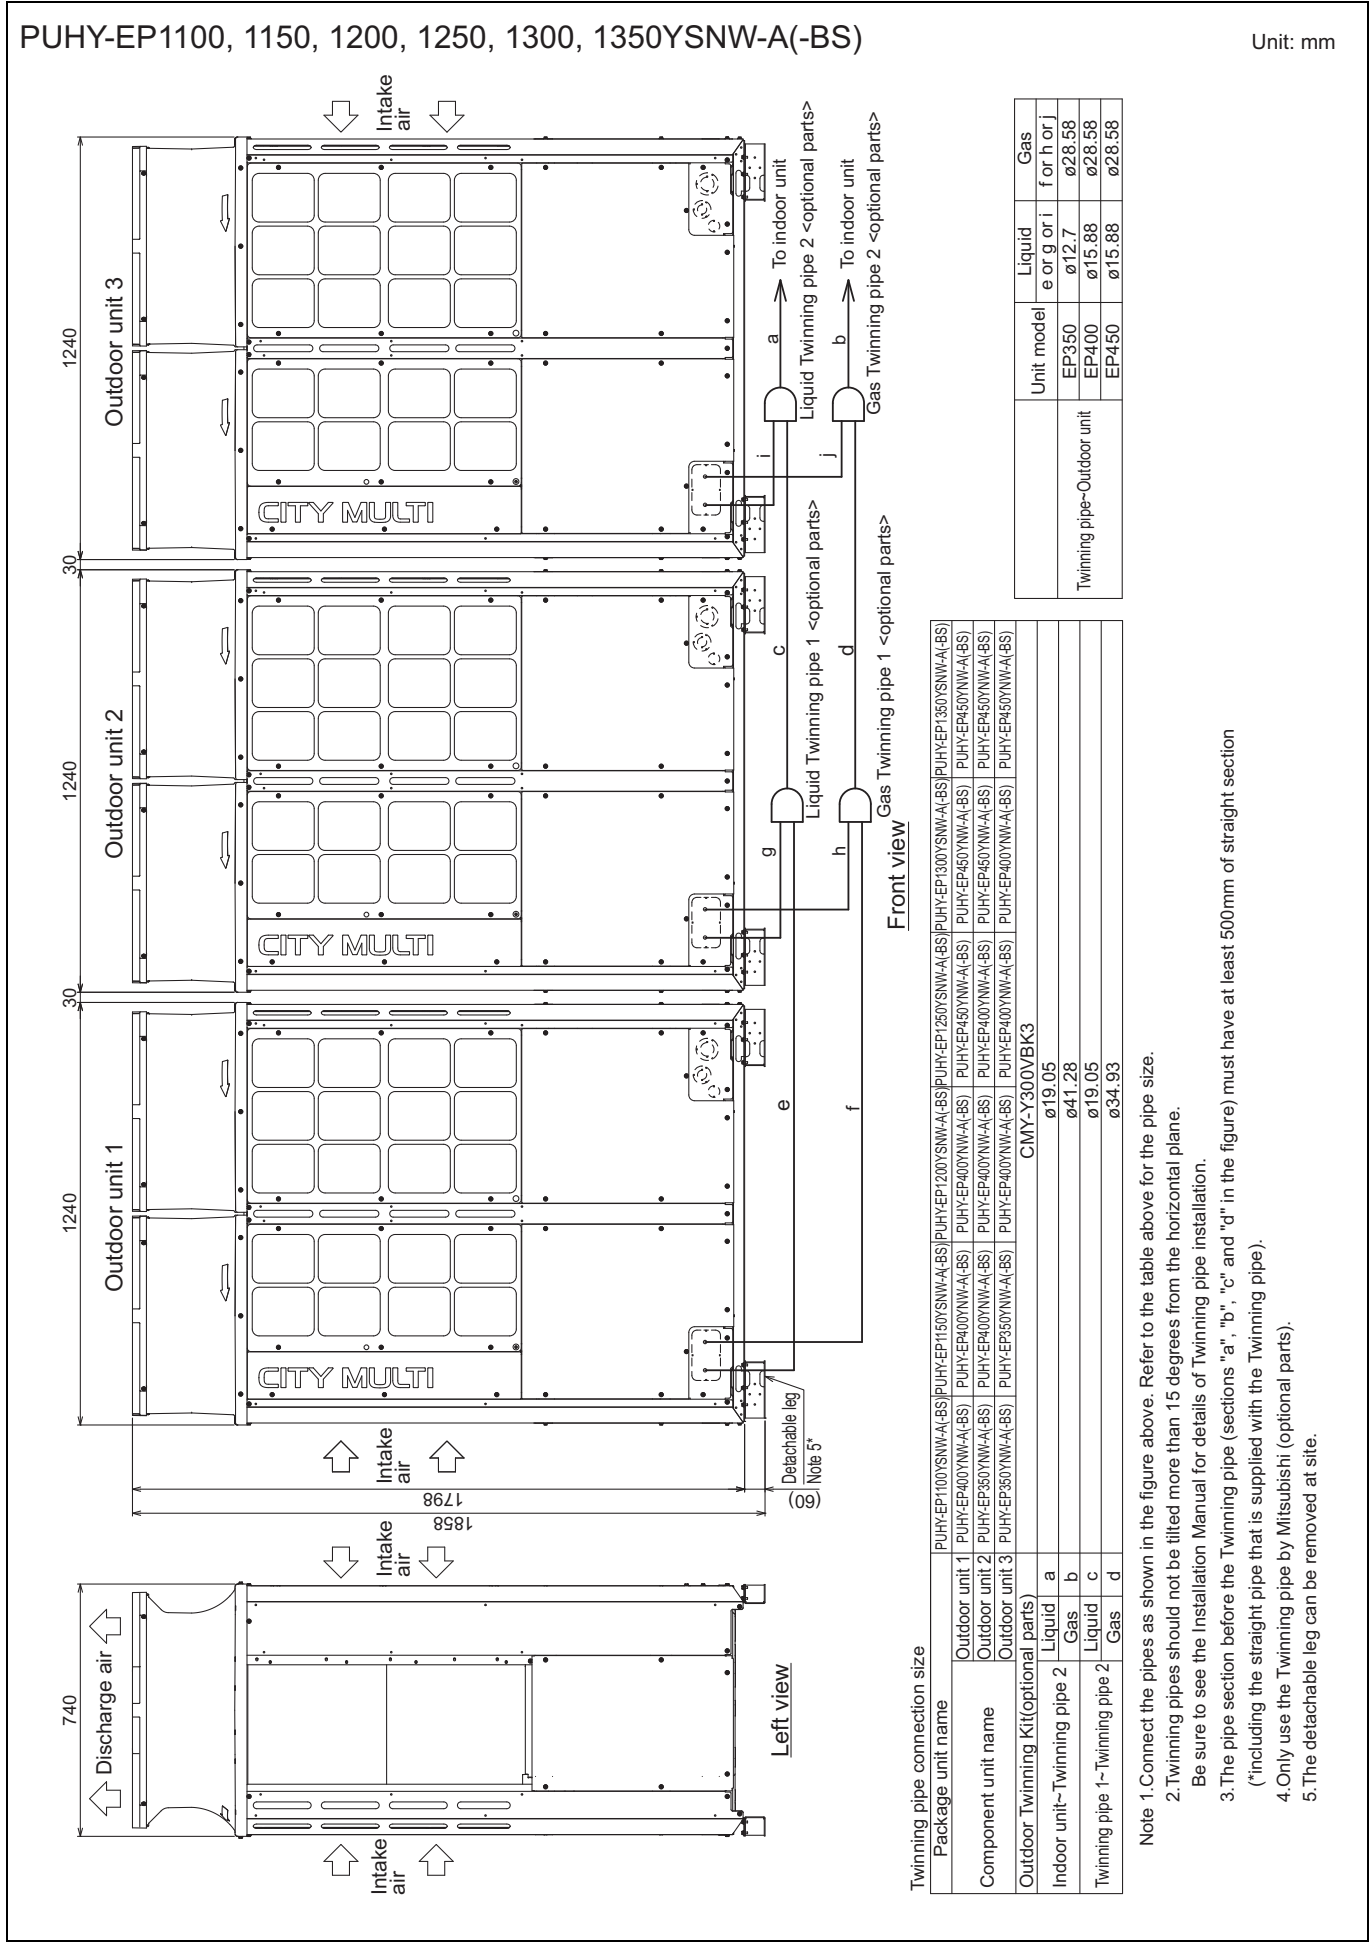 PUHY-EP1100, 1150, 1200, 1250, 1300, 1350YSNW-A(-BS)
Unit: mm
740
Discharge air
Intake
air
Intake
air
Left view
1858
1798
(60)
Detachable leg
Note 5*
Intake
air
1240
30
1240
30
1240
Outdoor unit 1
Outdoor unit 2
Outdoor unit 3
CITY MULTI
CITY MULTI
CITY MULTI
Intake
air
e
f
g
h
c
d
i
j
a
b
To indoor unit
To indoor unit
Liquid Twinning pipe 1 <optional parts>
Gas Twinning pipe 1 <optional parts>
Liquid Twinning pipe 2 <optional parts>
Gas Twinning pipe 2 <optional parts>
Front view
Twinning pipe connection size
Package unit name PUHY-EP1100YSNW-A(-BS) PUHY-EP1150YSNW-A(-BS) PUHY-EP1200YSNW-A(-BS) PUHY-EP1250YSNW-A(-BS) PUHY-EP1300YSNW-A(-BS) PUHY-EP1350YSNW-A(-BS)
Component unit name
Outdoor unit 1 PUHY-EP400YNW-A(-BS) PUHY-EP400YNW-A(-BS) PUHY-EP400YNW-A(-BS) PUHY-EP450YNW-A(-BS) PUHY-EP450YNW-A(-BS) PUHY-EP450YNW-A(-BS)
Outdoor unit 2 PUHY-EP350YNW-A(-BS) PUHY-EP400YNW-A(-BS) PUHY-EP400YNW-A(-BS) PUHY-EP400YNW-A(-BS) PUHY-EP450YNW-A(-BS) PUHY-EP450YNW-A(-BS)
Outdoor unit 3 PUHY-EP350YNW-A(-BS) PUHY-EP350YNW-A(-BS) PUHY-EP400YNW-A(-BS) PUHY-EP400YNW-A(-BS) PUHY-EP400YNW-A(-BS) PUHY-EP450YNW-A(-BS)
Outdoor Twinning Kit(optional parts) CMY-Y300VBK3
Indoor unit~Twinning pipe 2 Liquid a ø19.05
Gas b ø41.28
Twinning pipe 1~Twinning pipe 2 Liquid c ø19.05
Gas d ø34.93
Unit model Liquid Gas
e or g or i f or h or j
Twinning pipe~Outdoor unit
EP350 ø12.7 ø28.58
EP400 ø15.88 ø28.58
EP450 ø15.88 ø28.58
Note 1.Connect the pipes as shown in the figure above. Refer to the table above for the pipe size.
2.Twinning pipes should not be tilted more than 15 degrees from the horizontal plane.
Be sure to see the Installation Manual for details of Twinning pipe installation.
3.The pipe section before the Twinning pipe (sections "a", "b", "c" and "d" in the figure) must have at least 500mm of straight section
(*including the straight pipe that is supplied with the Twinning pipe).
4.Only use the Twinning pipe by Mitsubishi (optional parts).
5.The detachable leg can be removed at site.